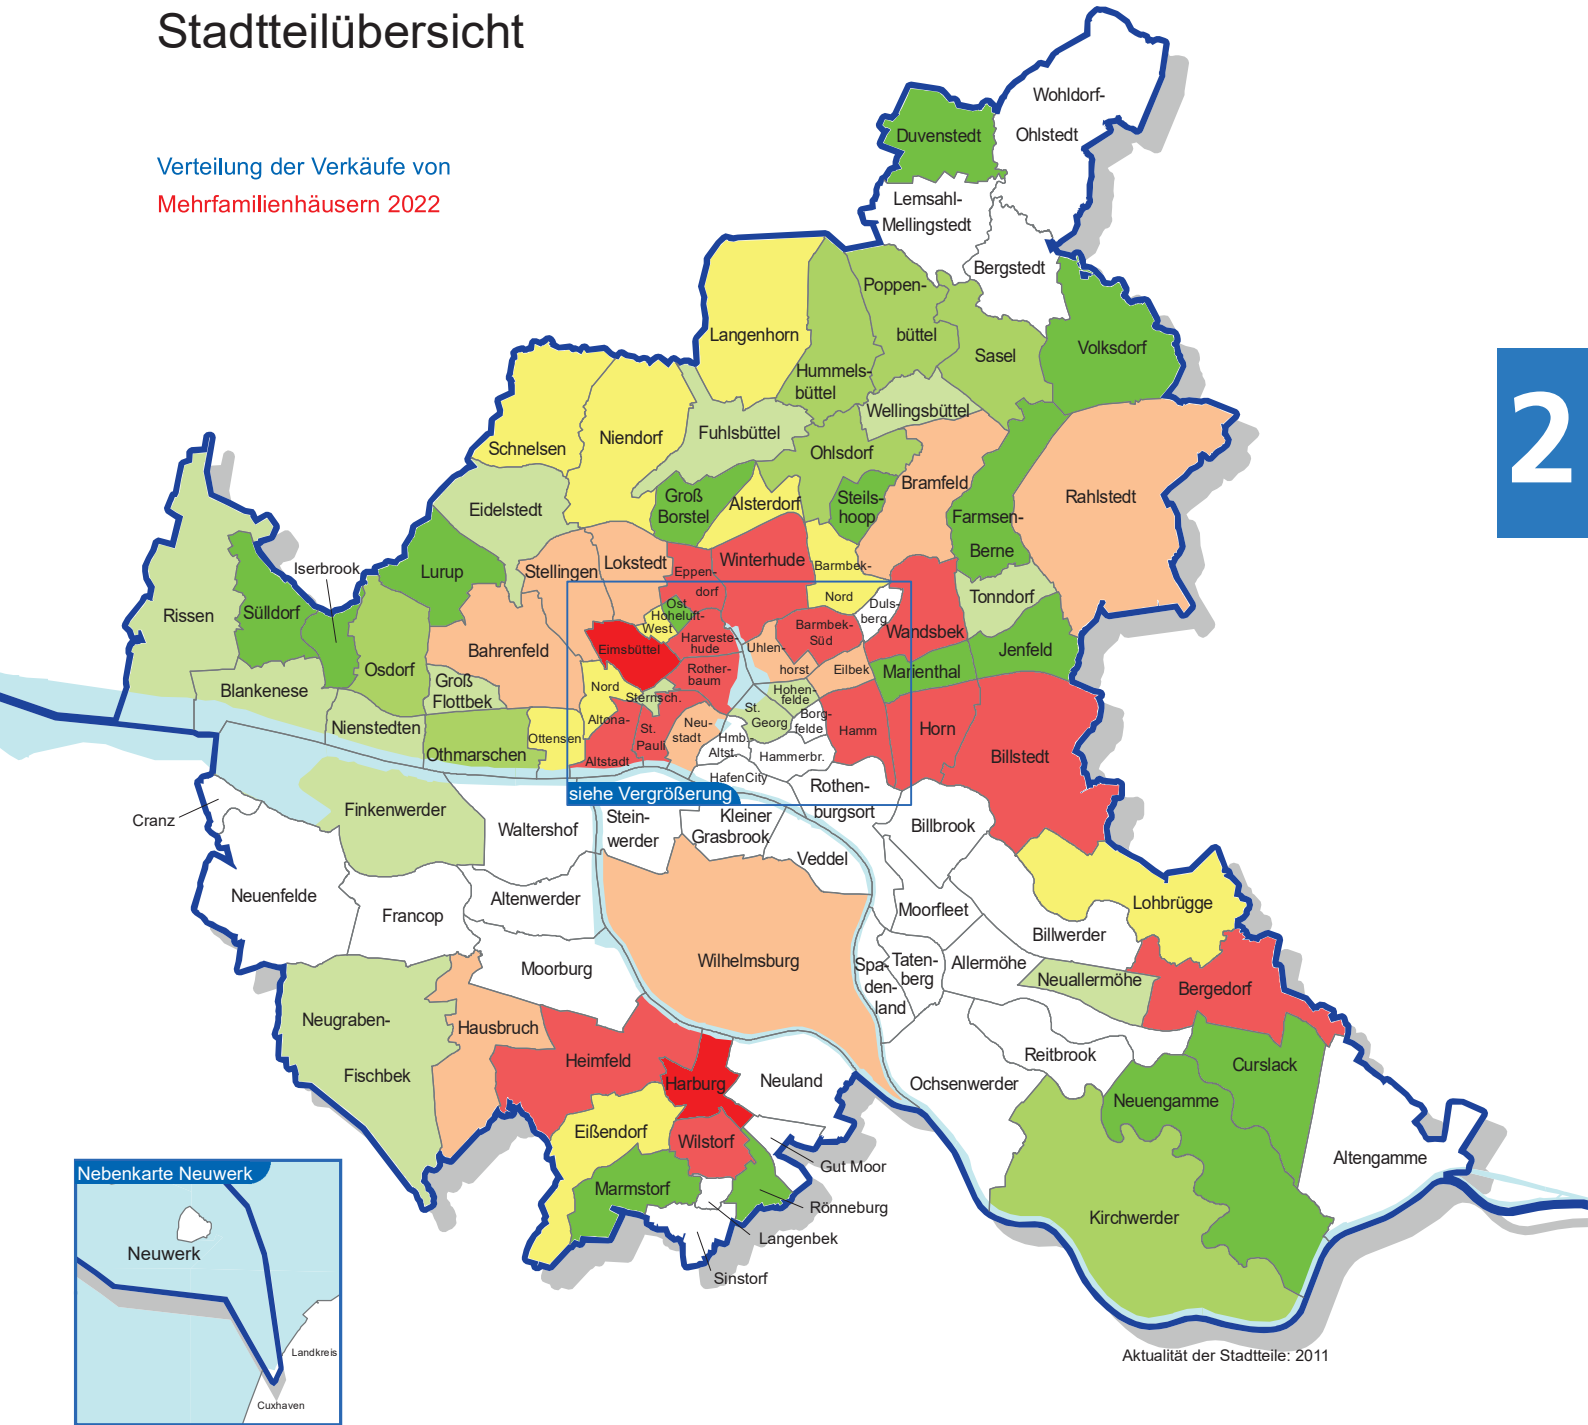 Stadtteilübersicht
Verteilung der Verkäufe von
Mehrfamilienhäusern 2022
2
Wohldorf-
Ohlstedt
Duvenstedt
Lemsahl-
Mellingstedt
Bergstedt
Poppen-
büttel
Langenhorn
Sasel
Volksdorf
Hummels-
büttel
Wellingsbüttel
Schnelsen
Niendorf
Fuhlsbüttel
Ohlsdorf
Bramfeld
Rahlstedt
Eidelstedt
Groß
Borstel
Alsterdorf
Steils-
hoop
Farmsen-
Berne
Iserbrook
Lurup
Stellingen
Lokstedt
Eppen-
dorf
Winterhude
Barmbek-
Nord
Duls-
berg
Tonndorf
Rissen
Sülldorf
Ost
Hoheluft-
West
Wandsbek
Barmbek-
Süd
Eimsbüttel
Harveste-
hude
Uhlen-
horst
Osdorf
Bahrenfeld
Jenfeld
Rother-
baum
Eilbek
Marienthal
Blankenese
Groß
Flottbek
Nord
Altona-
Altstadt
Sternsch.
Hohen-
felde
Nienstedten
Othmarschen
Ottensen
St.
Pauli
Neu-
stadt
St.
Georg
Borg-
felde
Hamm
Horn
Billstedt
Hmb.-
Altst.
Hammerbr.
HafenCity
siehe Vergrößerung
Rothen-
burgsort
Cranz
Finkenwerder
Waltershof
Stein-
werder
Kleiner
Grasbrook
Veddel
Billbrook
Neuenfelde
Francop
Altenwerder
Moorfleet
Lohbrügge
Billwerder
Moorburg
Wilhelmsburg
Spa-
den-
land
Taten-
berg
Allermöhe
Neuallermöhe
Bergedorf
Neugraben-
Fischbek
Hausbruch
Heimfeld
Harburg
Neuland
Reitbrook
Ochsenwerder
Curslack
Neuengamme
Eißendorf
Wilstorf
Gut Moor
Altengamme
Marmstorf
Rönneburg
Langenbek
Sinstorf
Kirchwerder
Nebenkarte Neuwerk
Neuwerk
Landkreis
Cuxhaven
Aktualität der Stadtteile: 2011